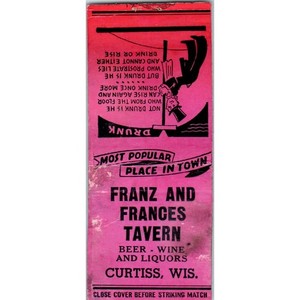 DRUNK
NOT DRUNK IS HE
WHO FROM THE FLOOR
CAN RISE AGAIN AND
DRINK ONCE MORE
BUT DRUNK IS HE
WHO PROSTRATE LIES
AND CANNOT EITHER
DRINK OR RISE
MOST POPULAR
PLACE IN TOWN
FRANZ AND
FRANCES
TAVERN
BEER - WINE
AND LIQUORS
CURTISS, WIS.
CLOSE COVER BEFORE STRIKING MATCH